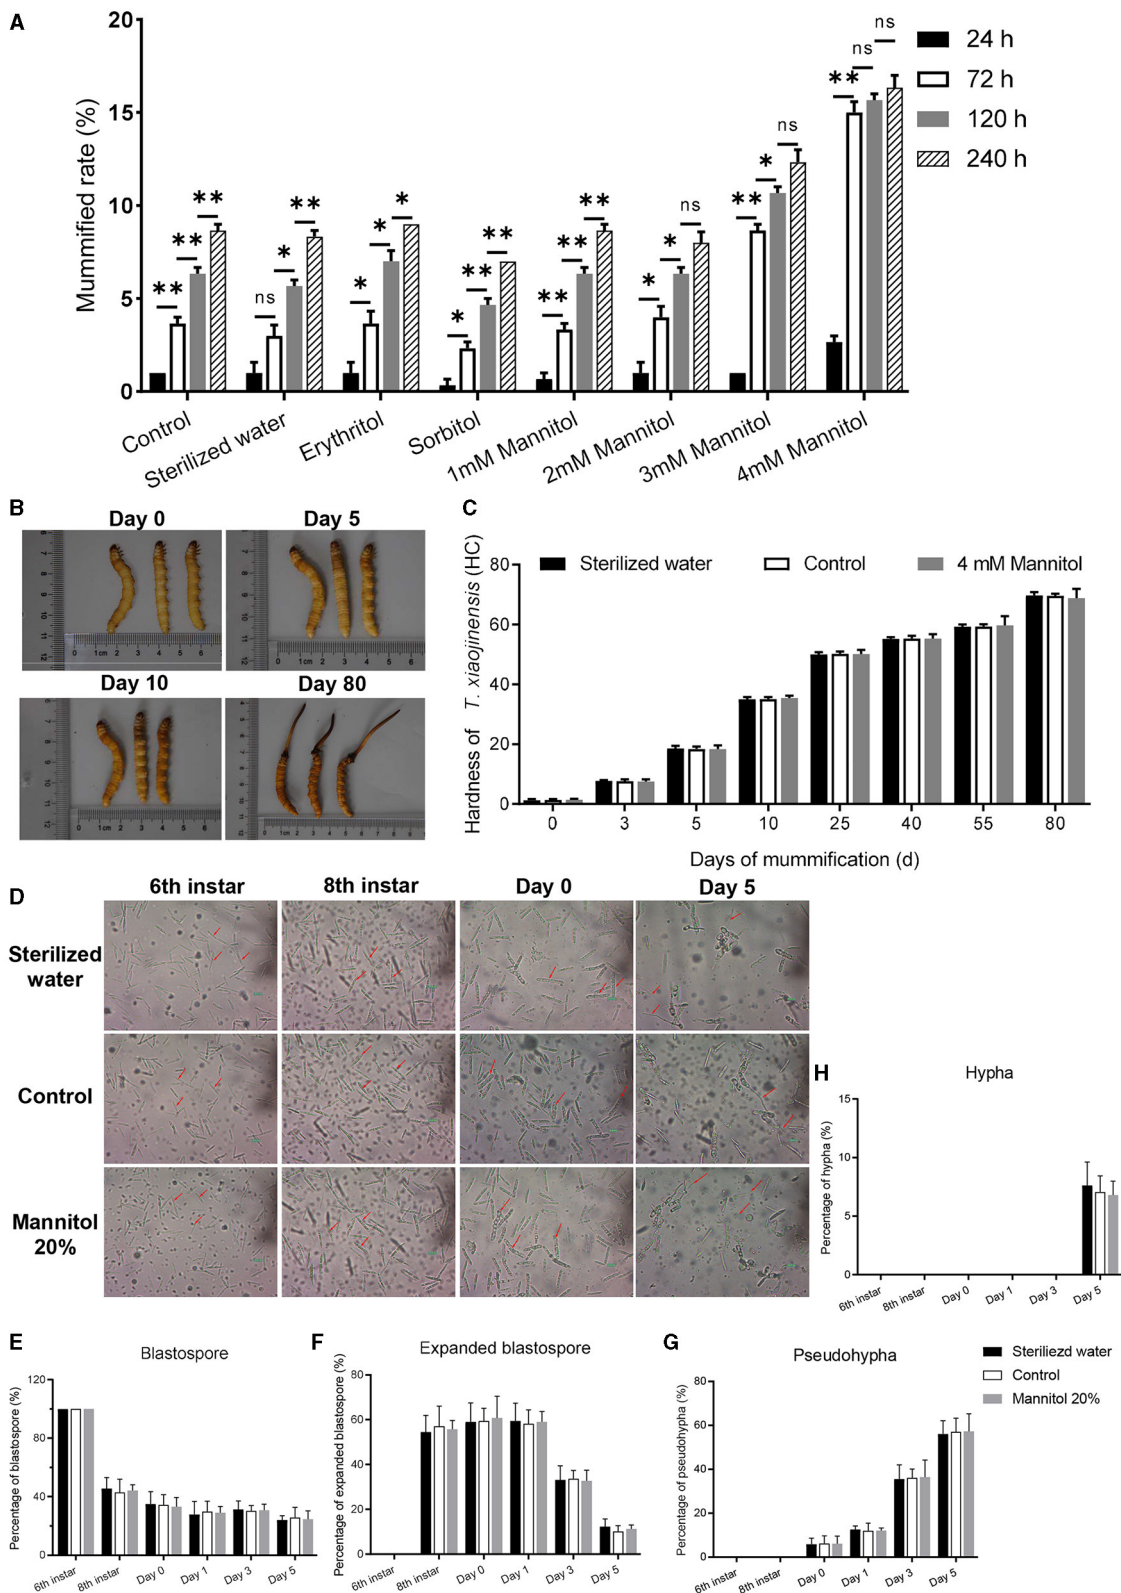 A
20
15
10
5
0
Mummified rate (%)
24 h
72 h
120 h
240 h
** ** **
ns * **
* * *
* ** **
** ** **
* * ns
** * ns
** ns ns
Control
Sterilized water
Erythritol
Sorbitol
1mM Mannitol
2mM Mannitol
3mM Mannitol
4mM Mannitol
B
Day 0
Day 5
Day 10
Day 80
C
Hardness of T. xiaojinensis (HC)
Sterilized water
Control
4 mM Mannitol
80
60
40
20
0
0 3 5 10 25 40 55 80
Days of mummification (d)
D
6th instar
8th instar
Day 0
Day 5
Sterilized
water
Control
Mannitol
20%
H
Hypha
Percentage of hypha (%)
15
10
5
0
6th instar
8th instar
Day 0
Day 1
Day 3
Day 5
E
Blastospore
Percentage of blastospore (%)
120
80
40
0
6th instar
8th instar
Day 0
Day 1
Day 3
Day 5
F
Expanded blastospore
Percentage of expanded blastospore (%)
80
60
40
20
0
6th instar
8th instar
Day 0
Day 1
Day 3
Day 5
G
Pseudohypha
Percentage of pseudohypha (%)
80
60
40
20
0
6th instar
8th instar
Day 0
Day 1
Day 3
Day 5
Steriliezd water
Control
Mannitol 20%